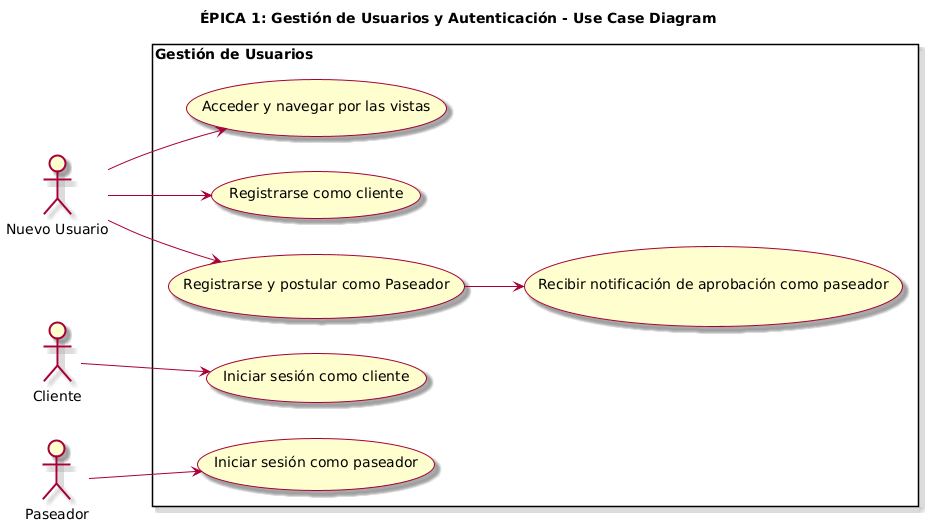 ÉPICA 1: Gestión de Usuarios y Autenticación - Use Case Diagram
Gestión de Usuarios
Acceder y navegar por las vistas
Registrarse como cliente
Nuevo Usuario
Registrarse y postular como Paseador
Recibir notificación de aprobación como paseador
Iniciar sesión como cliente
Cliente
Iniciar sesión como paseador
Paseador